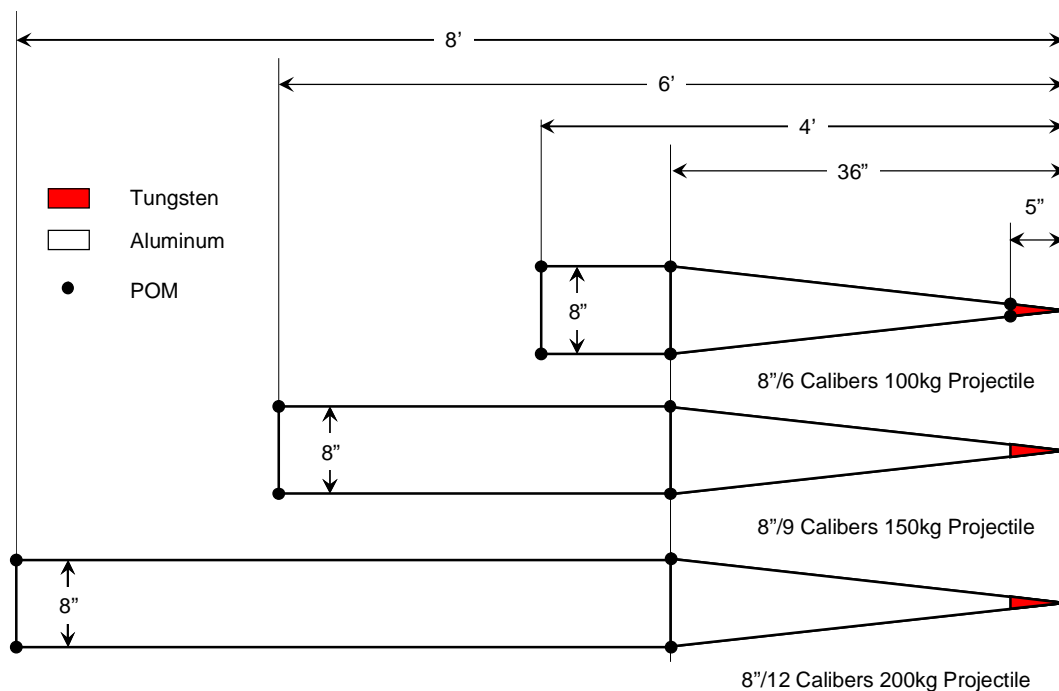 8’
6’
4’
36”
5”
Tungsten
Aluminum
POM
8”
8”/6 Calibers 100kg Projectile
8”
8”/9 Calibers 150kg Projectile
8”
8”/12 Calibers 200kg Projectile